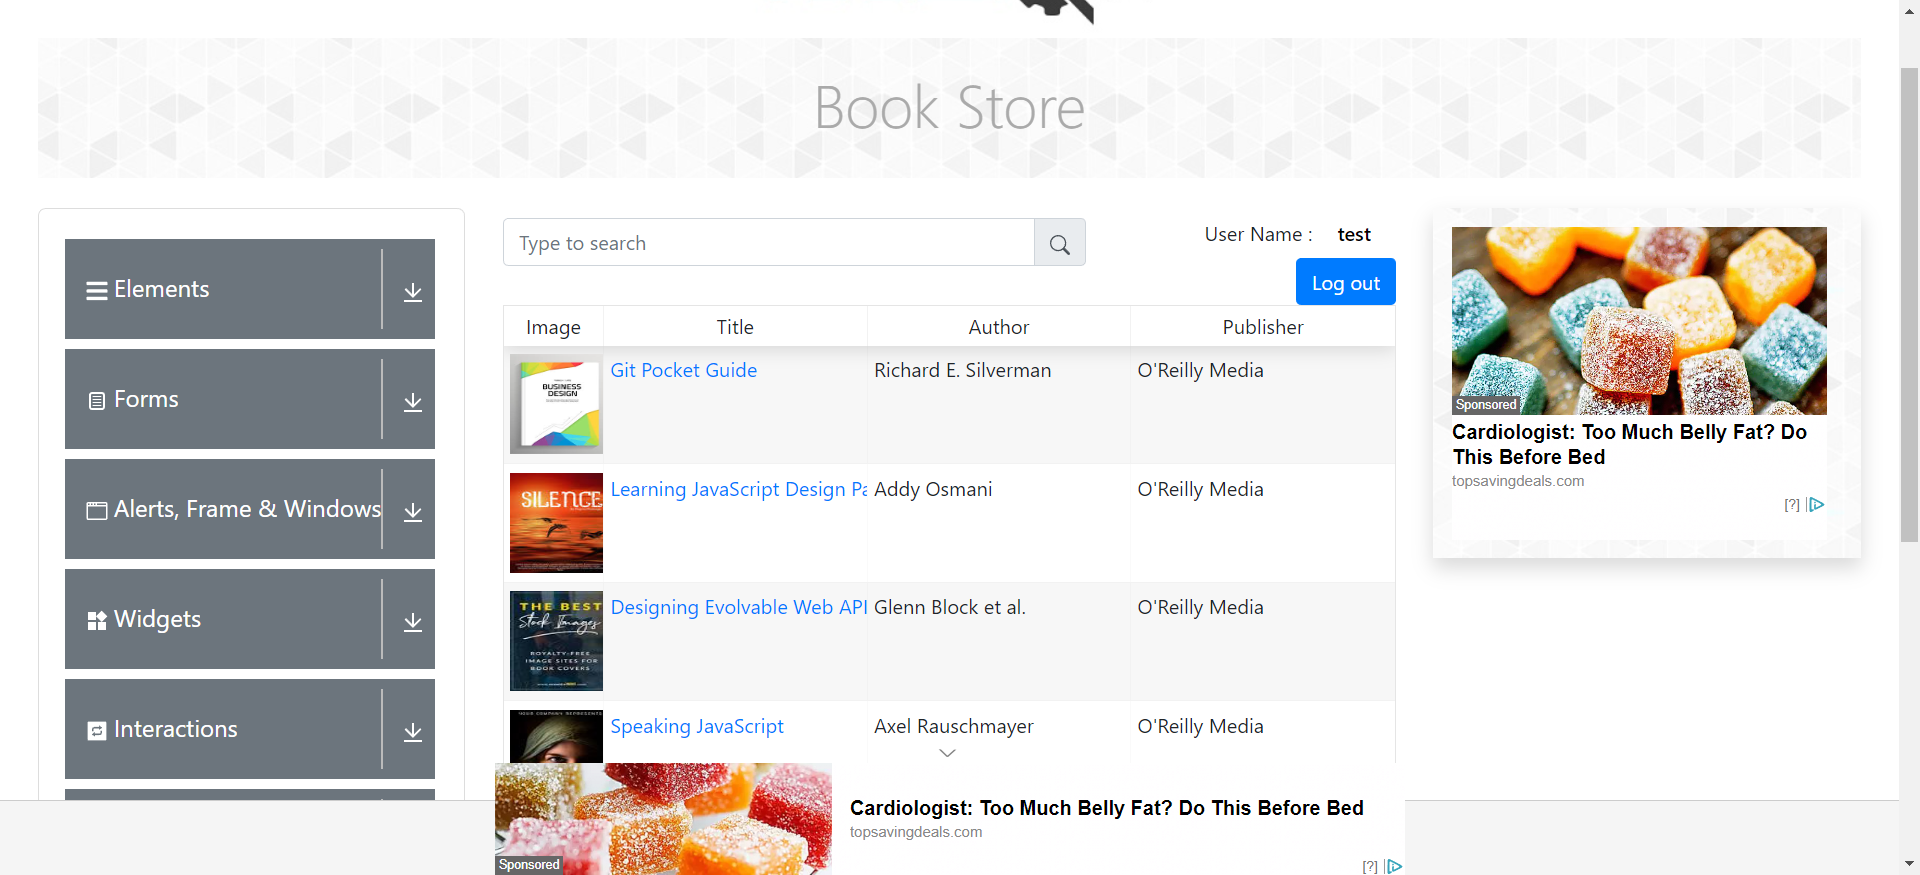 Book Store
Elements
Forms
Alerts, Frame & Windows
Widgets
Interactions
Type to search
User Name : test
Log out
Image Title Author Publisher
BUSINESS
DESIGN
Git Pocket Guide Richard E. Silverman O'Reilly Media
SILENCE
Learning JavaScript Design Pa Addy Osmani O'Reilly Media
THE BEST
Stock Images
ROYALTY-FREE
IMAGE SITES FOR
BOOK COVERS
Designing Evolvable Web API Glenn Block et al. O'Reilly Media
YOUR COMPANY REPRESENTS
Speaking JavaScript Axel Rauschmayer O'Reilly Media
Sponsored
Cardiologist: Too Much Belly Fat? Do
This Before Bed
topsavingdeals.com
[?]
Sponsored
Cardiologist: Too Much Belly Fat? Do This Before Bed
topsavingdeals.com
[?]